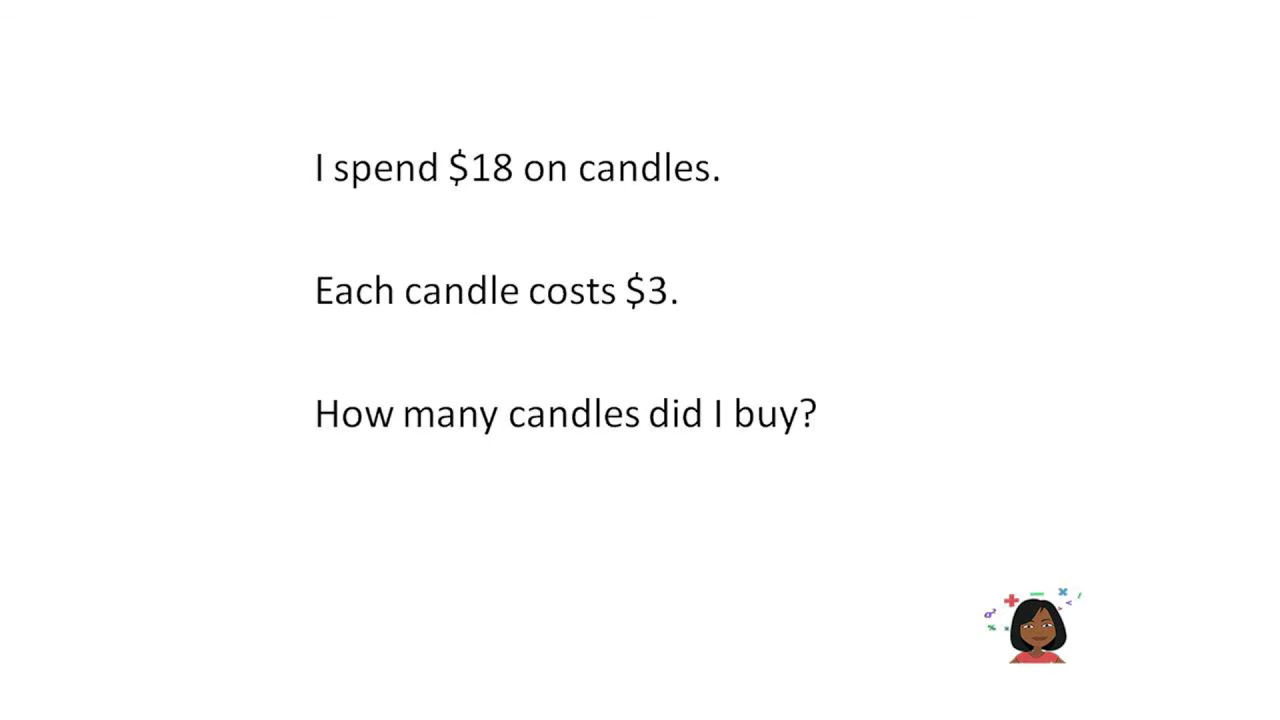 I spend $18 on candles.
Each candle costs $3.
How many candles did I buy?